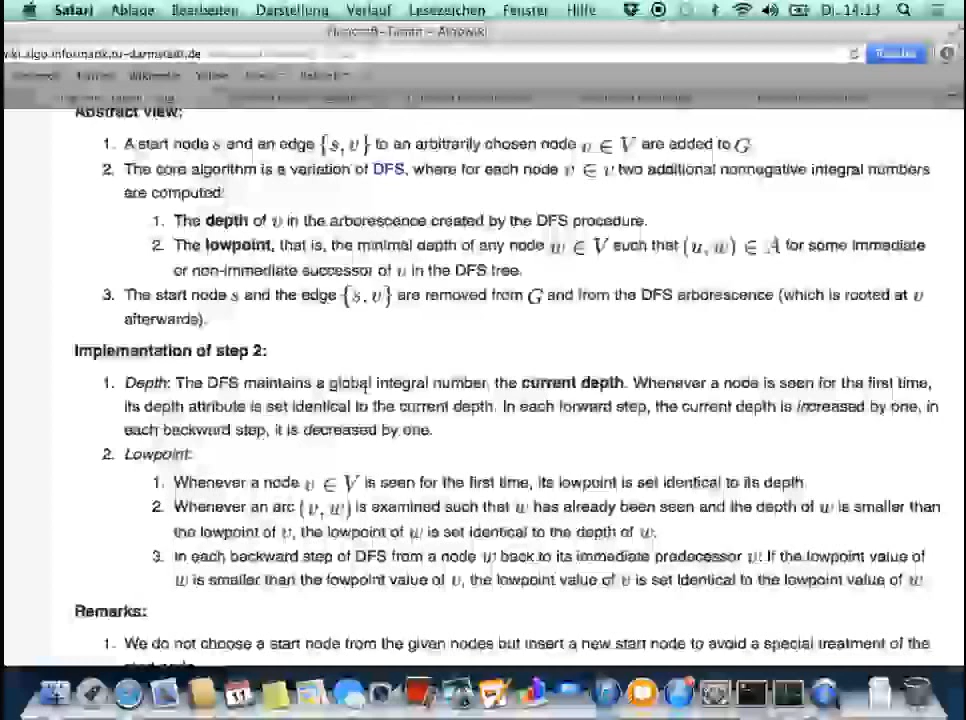 Safari Ablage Bearbeiten Darstellung Verlauf Lesezeichen Fenster Hilfe Di. 14:13
Hopcroft-Tarjan – Algowiki
wiki.algo.informatik.tu-darmstadt.de
Abstract view:
1. A start node s and an edge {s, v} to an arbitrarily chosen node v ∈ V are added to G
2. The core algorithm is a variation of DFS, where for each node v ∈ v two additional nonnugative integral numbers
are computed:
1. The depth of v in the arborescence created by the DFS procedure.
2. The lowpoint, that is, the minimal depth of any node w ∈ V such that (u, w) ∈ A for some immediate
or non-immediate successor of v in the DFS tree.
3. The start node s and the edge {s, v} are removed from G and from the DFS arborescence (which is rooted at v
afterwards).
Implementation of step 2:
1. Depth: The DFS maintains a global integral number, the current depth. Whenever a node is seen for the first time,
its depth attribute is set identical to the current depth. In each forward step, the current depth is increased by one, in
each backward step, it is decreased by one.
2. Lowpoint:
1. Whenever a node v ∈ V is seen for the first time, its lowpoint is set identical to its depth
2. Whenever an arc (v, w) is examined such that w has already been seen and the depth of w is smaller than
the lowpoint of v, the lowpoint of w is set identical to the depth of w.
3. In each backward step of DFS from a node w back to its immediate predecessor v: If the lowpoint value of
w is smaller than the lowpoint value of v, the lowpoint value of v is set identical to the lowpoint value of w
Remarks:
1. We do not choose a start node from the given nodes but insert a new start node to avoid a special treatment of the
start node